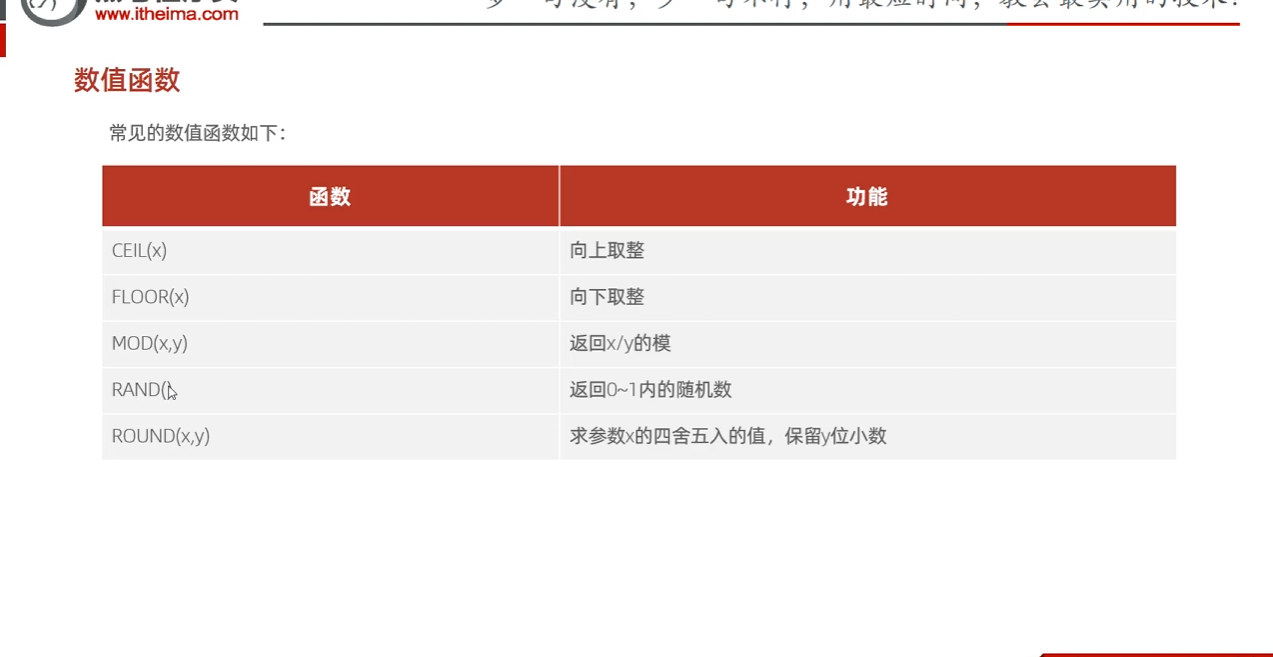 www.itheima.com
数值函数
常见的数值函数如下：
函数 功能
CEIL(x) 向上取整
FLOOR(x) 向下取整
MOD(x,y) 返回x/y的模
RAND() 返回0~1内的随机数
ROUND(x,y) 求参数x的四舍五入的值，保留y位小数